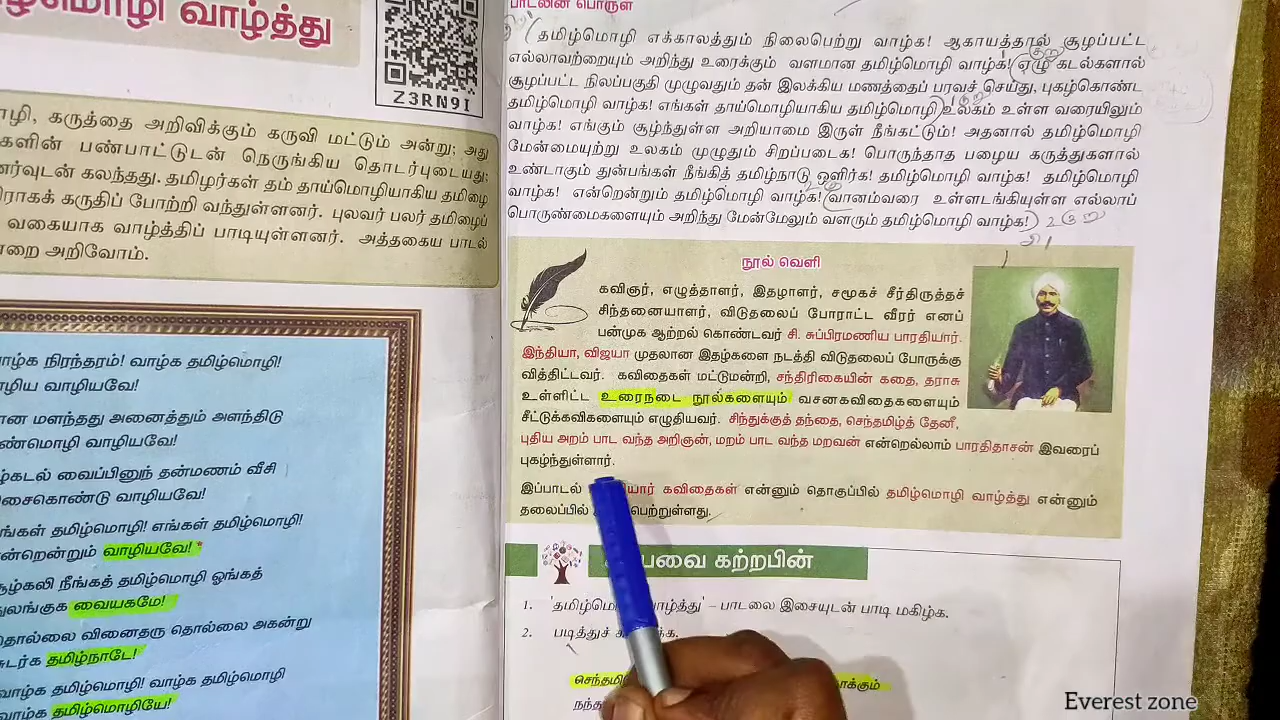 ழ்மொழி வாழ்த்து
Z3RN9I
ாழி, கருத்தை அறிவிக்கும் கருவி மட்டும் அன்று; அது
களின் பண்பாட்டுடன் நெருங்கிய தொடர்புடையது;
ணர்வுடன் கலந்தது. தமிழர்கள் தம் தாய்மொழியாகிய தமிழை
ராகக் கருதிப் போற்றி வந்துள்ளனர். புலவர் பலர் தமிழைப்
வகையாக வாழ்த்திப் பாடியுள்ளனர். அத்தகைய பாடல்
றை அறிவோம்.
ாழ்க நிரந்தரம்! வாழ்க தமிழ்மொழி!
ழிய வாழியவே!
ான மளந்தது அனைத்தும் அளந்திடு
ண்மொழி வாழியவே!
ழ்கடல் வைப்பினுந் தன்மணம் வீசி
சைகொண்டு வாழியவே!
ங்கள் தமிழ்மொழி! எங்கள் தமிழ்மொழி!
ன்றென்றும் வாழியவே! *
சூழ்கலி நீங்கத் தமிழ்மொழி ஓங்கத்
துலங்குக வையகமே!
தொல்லை வினைதரு தொல்லை அகன்று
சுடர்க தமிழ்நாடே!
வாழ்க தமிழ்மொழி! வாழ்க தமிழ்மொழி
வாழ்க தமிழ்மொழியே!
பாடலின் பொருள்
தமிழ்மொழி எக்காலத்தும் நிலைபெற்று வாழ்க! ஆகாயத்தால் சூழப்பட்ட
எல்லாவற்றையும் அறிந்து உரைக்கும் வளமான தமிழ்மொழி வாழ்க! ஏழு கடல்களால்
சூழப்பட்ட நிலப்பகுதி முழுவதும் தன் இலக்கிய மணத்தைப் பரவச் செய்து, புகழ்கொண்ட
தமிழ்மொழி வாழ்க! எங்கள் தாய்மொழியாகிய தமிழ்மொழி உலகம் உள்ள வரையிலும்
வாழ்க! எங்கும் சூழ்ந்துள்ள அறியாமை இருள் நீங்கட்டும்! அதனால் தமிழ்மொழி
மேன்மையுற்று உலகம் முழுதும் சிறப்படைக! பொருந்தாத பழைய கருத்துகளால்
உண்டாகும் துன்பங்கள் நீங்கித் தமிழ்நாடு ஒளிர்க! தமிழ்மொழி வாழ்க! தமிழ்மொழி
வாழ்க! என்றென்றும் தமிழ்மொழி வாழ்க! வானம்வரை உள்ளடங்கியுள்ள எல்லாப்
பொருண்மைகளையும் அறிந்து மேன்மேலும் வளரும் தமிழ்மொழி வாழ்க!
நூல் வெளி
கவிஞர், எழுத்தாளர், இதழாளர், சமூகச் சீர்திருத்தச்
சிந்தனையாளர், விடுதலைப் போராட்ட வீரர் எனப்
பன்முக ஆற்றல் கொண்டவர் சி. சுப்பிரமணிய பாரதியார்.
இந்தியா, விஜயா முதலான இதழ்களை நடத்தி விடுதலைப் போருக்கு
வித்திட்டவர். கவிதைகள் மட்டுமன்றி, சந்திரிகையின் கதை, தராசு
உள்ளிட்ட உரைநடை நூல்களையும் வசனகவிதைகளையும்
சீட்டுக்கவிகளையும் எழுதியவர். சிந்துக்குத் தந்தை, செந்தமிழ்த் தேனீ,
புதிய அறம் பாட வந்த அறிஞன், மறம் பாட வந்த மறவன் என்றெல்லாம் பாரதிதாசன் இவரைப்
புகழ்ந்துள்ளார்.
இப்பாடல் யார் கவிதைகள் என்னும் தொகுப்பில் தமிழ்மொழி வாழ்த்து என்னும்
தலைப்பில் பெற்றுள்ளது.
பவை கற்றபின்
1. 'தமிழ்மொ வாழ்த்து' – பாடலை இசையுடன் பாடி மகிழ்க.
2. படித்துச் க.
செந்தமி க்கும்
Everest zone